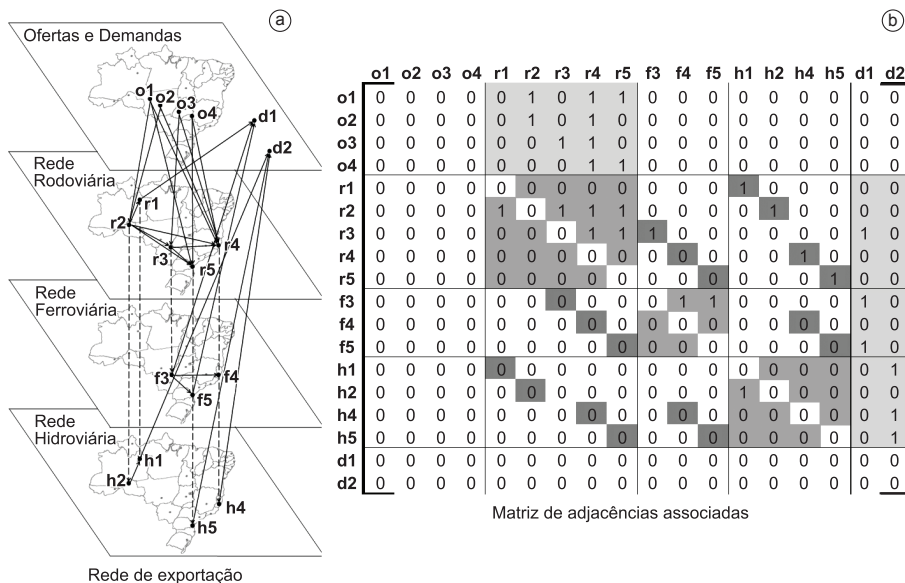 a
Ofertas e Demandas
o1 o2 o3 o4
d1
d2
Rede
Rodoviária
r1
r2
r3
r4
r5
Rede
Ferroviária
f3
f4
f5
Rede
Hidroviária
h1
h2
h4
h5
Rede de exportação
b
o1 o2 o3 o4 r1 r2 r3 r4 r5 f3 f4 f5 h1 h2 h4 h5 d1 d2
o1 0 0 0 0 0 1 0 1 1 0 0 0 0 0 0 0 0 0
o2 0 0 0 0 0 1 0 1 0 0 0 0 0 0 0 0 0 0
o3 0 0 0 0 0 0 1 1 0 0 0 0 0 0 0 0 0 0
o4 0 0 0 0 0 0 0 1 1 0 0 0 0 0 0 0 0 0
r1 0 0 0 0 0 0 0 0 0 0 0 0 1 0 0 0 0 0
r2 0 0 0 0 1 0 1 1 1 0 0 0 0 1 0 0 0 0
r3 0 0 0 0 0 0 0 1 1 1 0 0 0 0 0 0 1 0
r4 0 0 0 0 0 0 0 0 0 0 0 0 0 0 1 0 0 0
r5 0 0 0 0 0 0 0 0 0 0 0 0 0 0 0 1 0 0
f3 0 0 0 0 0 0 0 0 0 0 1 1 0 0 0 0 1 0
f4 0 0 0 0 0 0 0 0 0 0 0 0 0 0 0 0 0 0
f5 0 0 0 0 0 0 0 0 0 0 0 0 0 0 0 0 1 0
h1 0 0 0 0 0 0 0 0 0 0 0 0 0 0 0 0 0 1
h2 0 0 0 0 0 0 0 0 0 0 0 0 1 0 0 0 0 0
h4 0 0 0 0 0 0 0 0 0 0 0 0 0 0 0 0 0 1
h5 0 0 0 0 0 0 0 0 0 0 0 0 0 0 0 0 0 1
d1 0 0 0 0 0 0 0 0 0 0 0 0 0 0 0 0 0 0
d2 0 0 0 0 0 0 0 0 0 0 0 0 0 0 0 0 0 0
Matriz de adjacências associadas